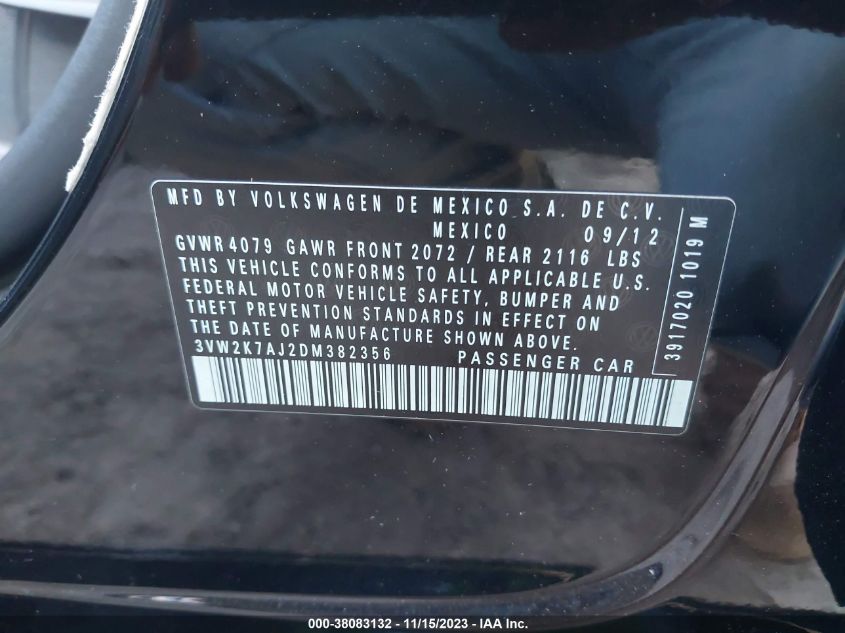 MFD BY VOLKSWAGEN DE MEXICO S.A. DE C.V.
MEXICO 09/12
GVWR 4079 GAWR FRONT 2072 / REAR 2116 LBS
THIS VEHICLE CONFORMS TO ALL APPLICABLE U.S.
FEDERAL MOTOR VEHICLE SAFETY, BUMPER AND
THEFT PREVENTION STANDARDS IN EFFECT ON
THE DATE OF MANUFACTURE SHOWN ABOVE.
3VW2K7AJ2DM382356 PASSENGER CAR
3917020 1019 M
000-38083132 - 11/15/2023 - © IAA Inc.